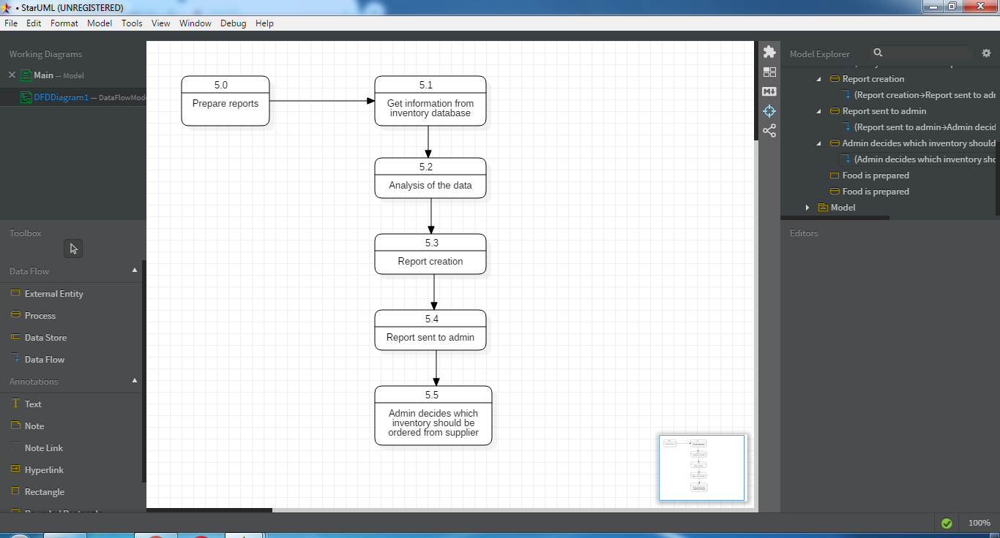 • StarUML (UNREGISTERED)
File Edit Format Model Tools View Window Debug Help
Working Diagrams
Main — Model
DFDDiagram1 — DataFlowMode
Toolbox
Data Flow
External Entity
Process
Data Store
Data Flow
Annotations
Text
Note
Note Link
Hyperlink
Rectangle
5.0
Prepare reports
5.1
Get information from
inventory database
5.2
Analysis of the data
5.3
Report creation
5.4
Report sent to admin
5.5
Admin decides which
inventory should be
ordered from supplier
Model Explorer
Report creation
(Report creation→Report sent to adm
Report sent to admin
(Report sent to admin→Admin decid
Admin decides which inventory should
(Admin decides which inventory sho
Food is prepared
Food is prepared
Model
Editors
100%